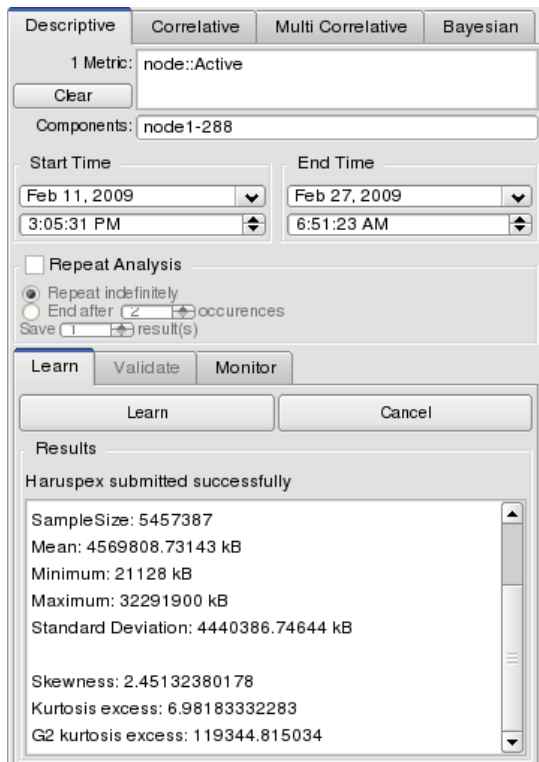 Descriptive Correlative Multi Correlative Bayesian
1 Metric: node::Active
Clear
Components: node1-288
Start Time End Time
Feb 11, 2009 Feb 27, 2009
3:05:31 PM 6:51:23 AM
Repeat Analysis
Repeat indefinitely
End after 2 occurences
Save 1 result(s)
Learn Validate Monitor
Learn Cancel
Results
Haruspex submitted successfully
SampleSize: 5457387
Mean: 4569808.73143 kB
Minimum: 21128 kB
Maximum: 32291900 kB
Standard Deviation: 4440386.74644 kB
Skewness: 2.45132380178
Kurtosis excess: 6.98183332283
G2 kurtosis excess: 119344.815034